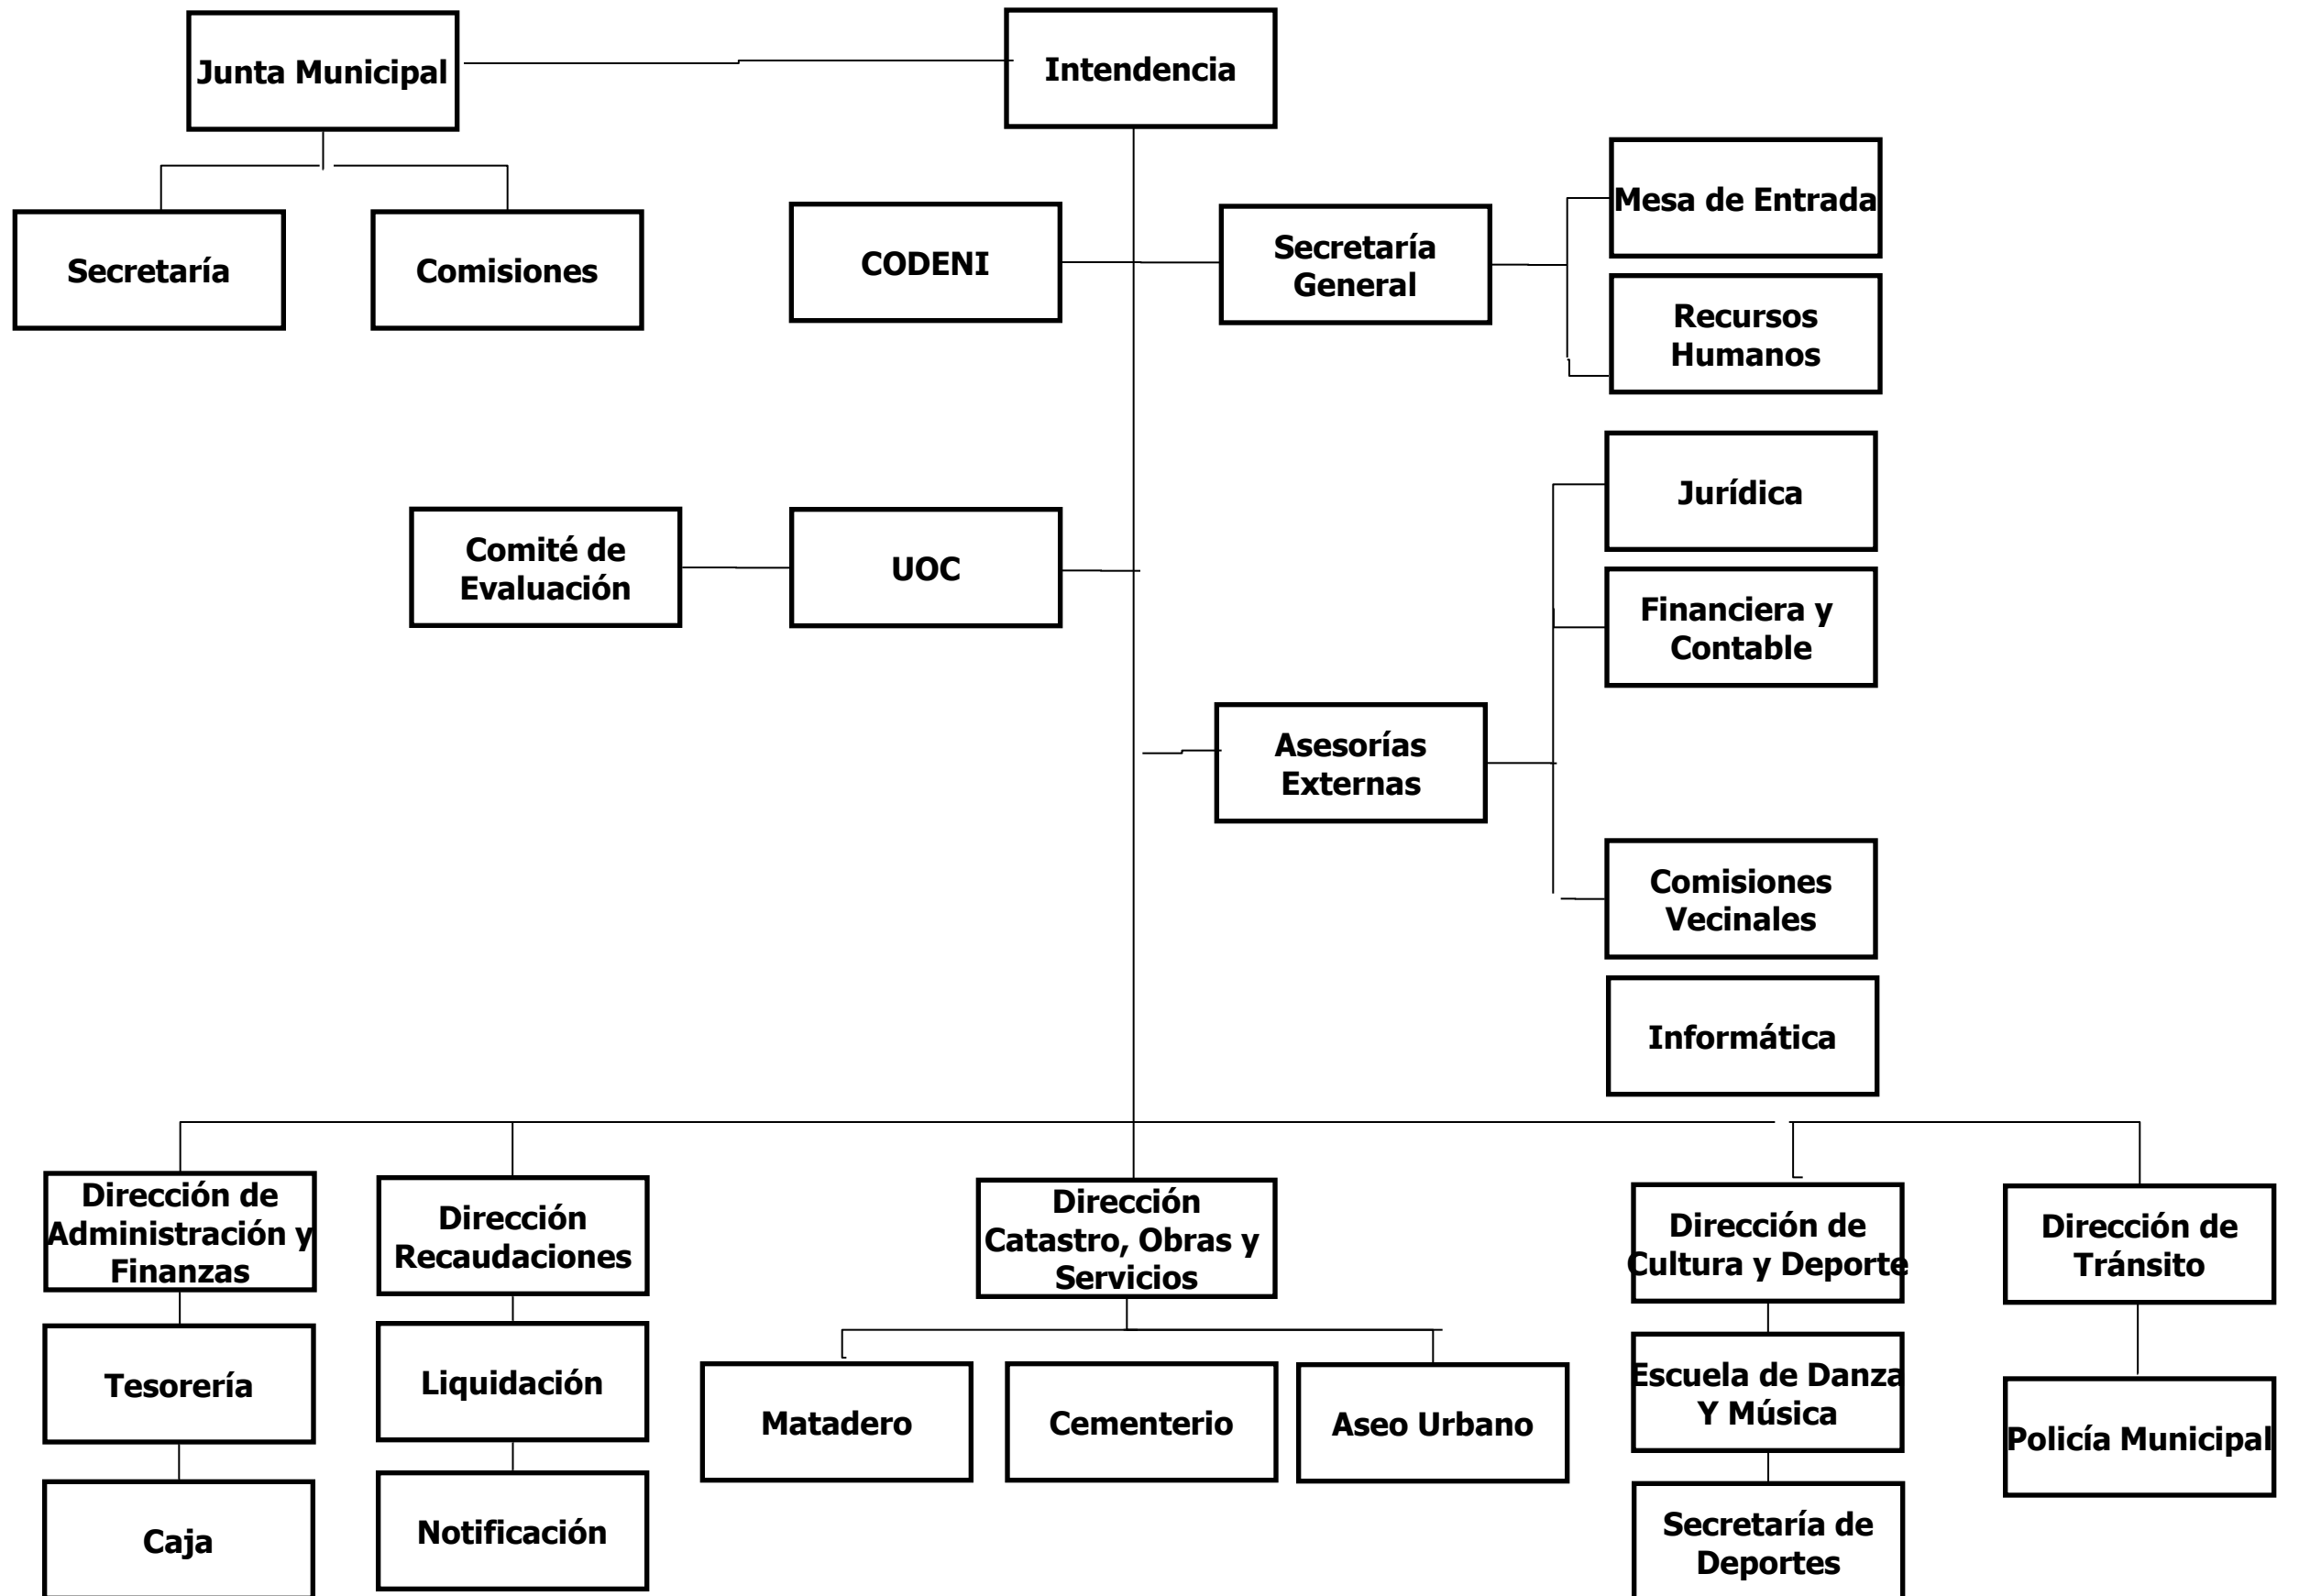 Junta Municipal
Intendencia
Mesa de Entrada
Secretaría
Comisiones
CODENI
Secretaría
General
Recursos
Humanos
Jurídica
Comité de
Evaluación
UOC
Financiera y
Contable
Asesorías
Externas
Comisiones
Vecinales
Informática
Dirección de
Administración y
Finanzas
Dirección
Recaudaciones
Dirección
Catastro, Obras y
Servicios
Dirección de
Cultura y Deporte
Dirección de
Tránsito
Tesorería
Liquidación
Matadero
Cementerio
Aseo Urbano
Escuela de Danza
Y Música
Policía Municipal
Caja
Notificación
Secretaría de
Deportes